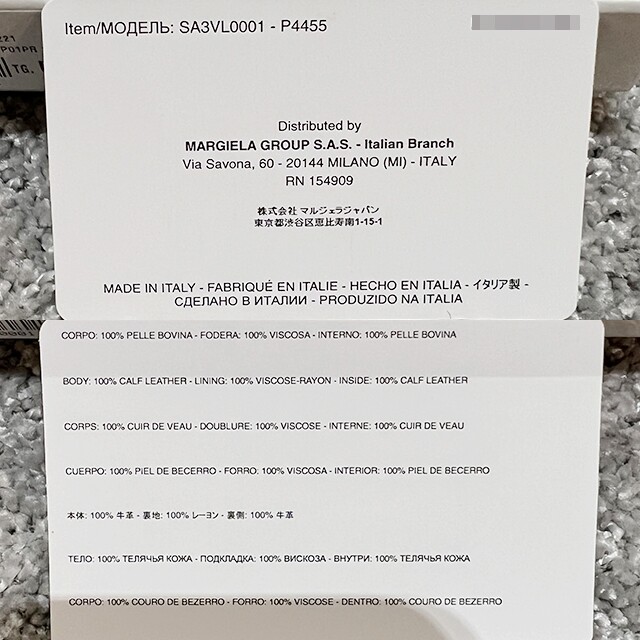 Item/МОДЕЛЬ: SA3VL0001 - P4455
221
P01PR
TG.
Distributed by
MARGIELA GROUP S.A.S. - Italian Branch
Via Savona, 60 - 20144 MILANO (MI) - ITALY
RN 154909
株式会社 マルジェラジャパン
東京都渋谷区恵比寿南1-15-1
MADE IN ITALY - FABRIQUÉ EN ITALIE - HECHO EN ITALIA - イタリア製 -
СДЕЛАНО В ИТАЛИИ - PRODUZIDO NA ITALIA
CORPO: 100% PELLE BOVINA - FODERA: 100% VISCOSA - INTERNO: 100% PELLE BOVINA
BODY: 100% CALF LEATHER - LINING: 100% VISCOSE-RAYON - INSIDE: 100% CALF LEATHER
CORPS: 100% CUIR DE VEAU - DOUBLURE: 100% VISCOSE - INTERNE: 100% CUIR DE VEAU
CUERPO: 100% PIEL DE BECERRO - FORRO: 100% VISCOSA - INTERIOR: 100% PIEL DE BECERRO
本体: 100% 牛革 - 裏地: 100% レーヨン - 裏側: 100% 牛革
ТЕЛО: 100% ТЕЛЯЧЬЯ КОЖА - ПОДКЛАДКА: 100% ВИСКОЗА - ВНУТРИ: 100% ТЕЛЯЧЬЯ КОЖА
CORPO: 100% COURO DE BEZERRO - FORRO: 100% VISCOSE - DENTRO: 100% COURO DE BEZERRO